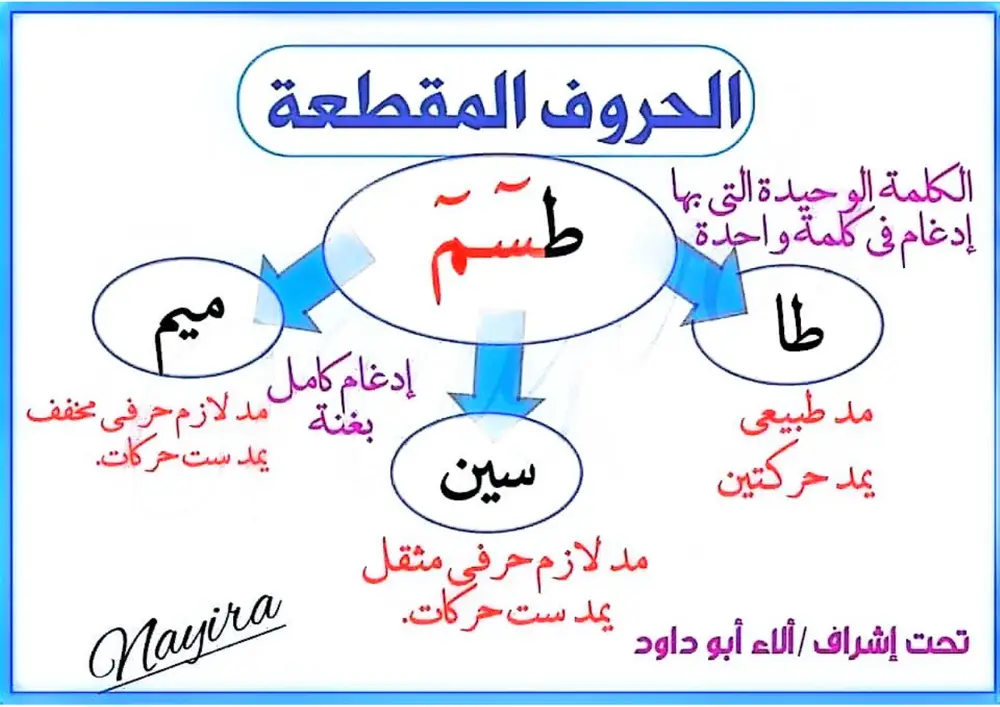 الحروف المقطعة
الكلمة الوحيدة التى بها
إدغام فى كلمة واحدة
طسٓمٓ
طا
مد طبيعى
يمد حركتين
سين
مد لازم حرفى مثقل
يمد ست حركات.
إدغام كامل
بغنة
ميم
مد لازم حرفى مخفف
يمد ست حركات.
تحت إشراف/ألاء أبو داود
Nayira